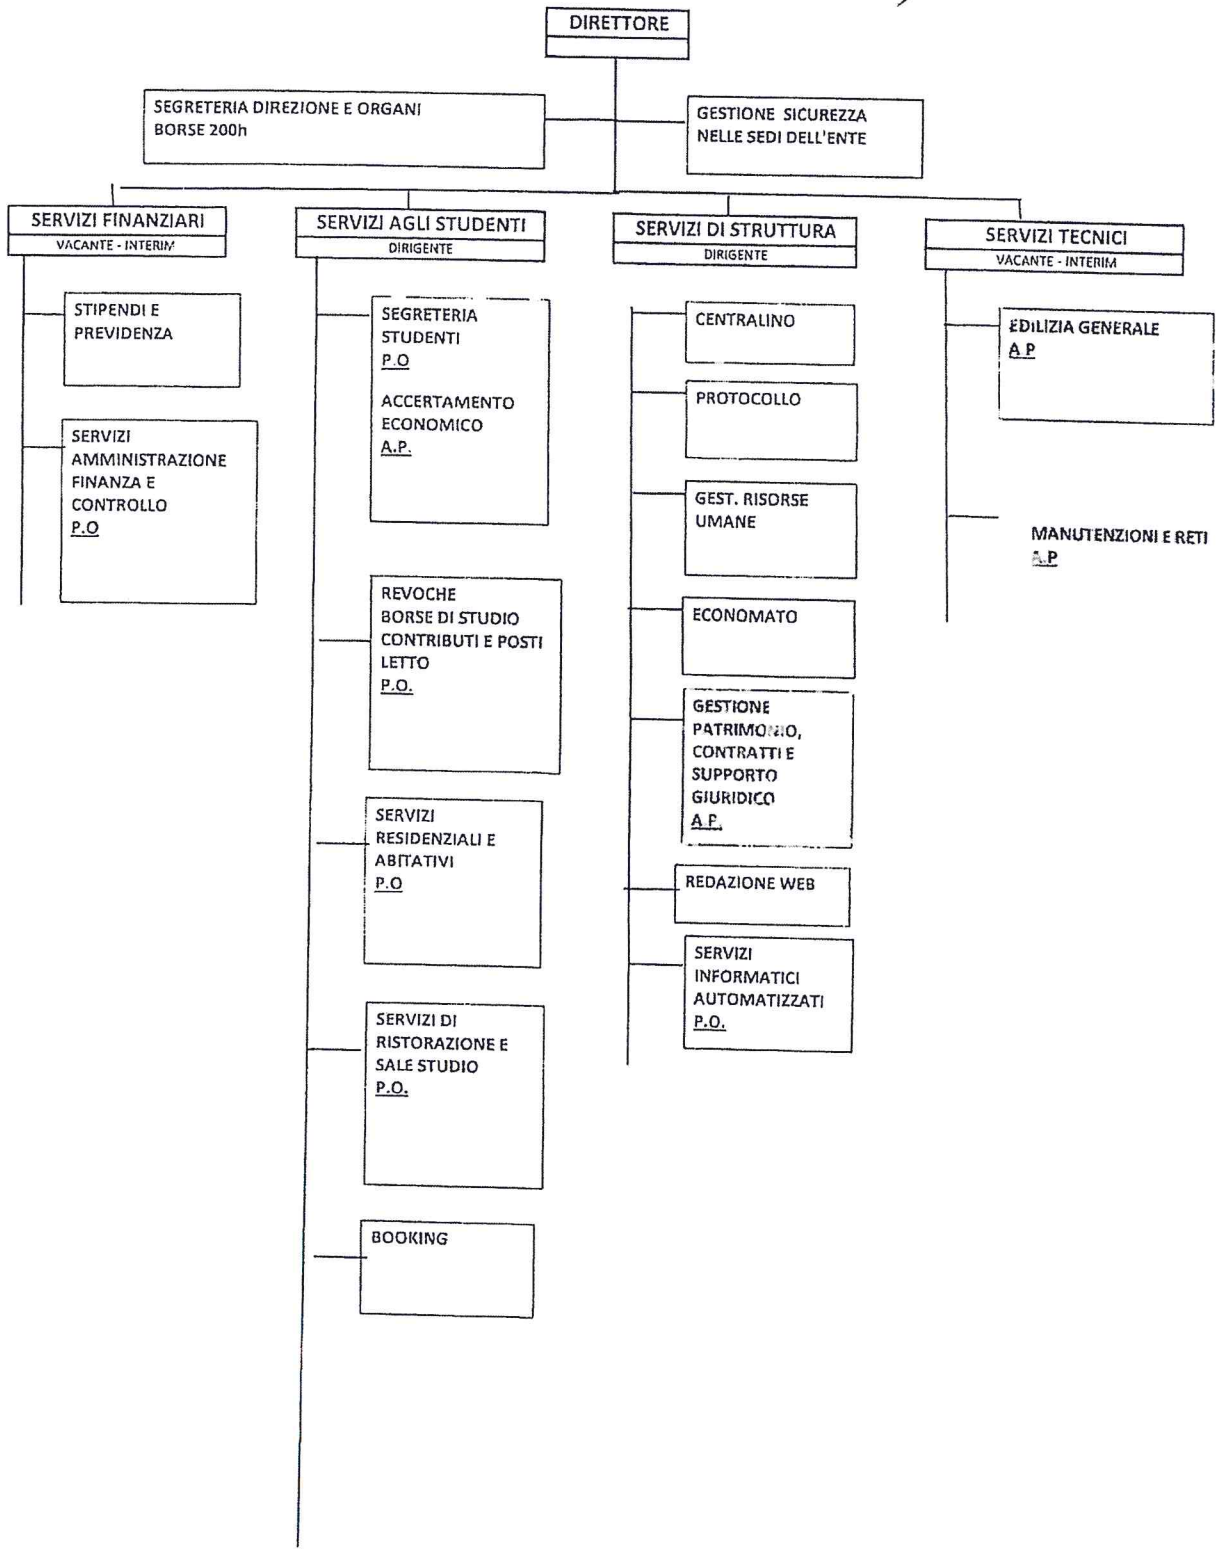 DIRETTORE
SEGRETERIA DIREZIONE E ORGANI
BORSE 200h
GESTIONE SICUREZZA
NELLE SEDI DELL'ENTE
SERVIZI FINANZIARI
VACANTE - INTERIM
STIPENDI E
PREVIDENZA
SERVIZI
AMMINISTRAZIONE
FINANZA E
CONTROLLO
P.O
SERVIZI AGLI STUDENTI
DIRIGENTE
SEGRETERIA
STUDENTI
P.O
ACCERTAMENTO
ECONOMICO
A.P.
REVOCHE
BORSE DI STUDIO
CONTRIBUTI E POSTI
LETTO
P.O.
SERVIZI
RESIDENZIALI E
ABITATIVI
P.O
SERVIZI DI
RISTORAZIONE E
SALE STUDIO
P.O.
BOOKING
SERVIZI DI STRUTTURA
DIRIGENTE
CENTRALINO
PROTOCOLLO
GEST. RISORSE
UMANE
ECONOMATO
GESTIONE
PATRIMONIO,
CONTRATTI E
SUPPORTO
GIURIDICO
A.P.
REDAZIONE WEB
SERVIZI
INFORMATICI
AUTOMATIZZATI
P.O.
SERVIZI TECNICI
VACANTE - INTERIM
EDILIZIA GENERALE
A.P
MANUTENZIONI E RETI
A.P